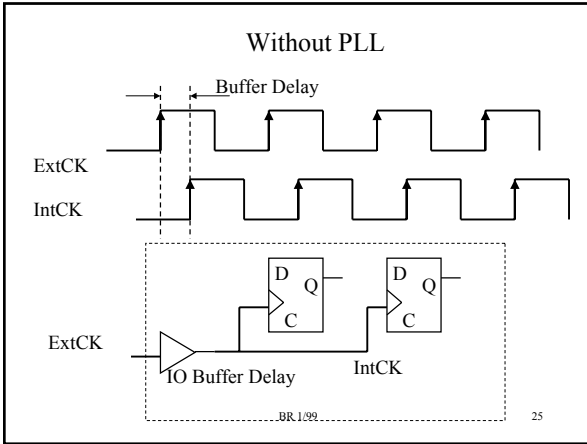 Without PLL
Buffer Delay
ExtCK
IntCK
D
Q
C
D
Q
C
ExtCK
IO Buffer Delay
IntCK
BR 1/99
25